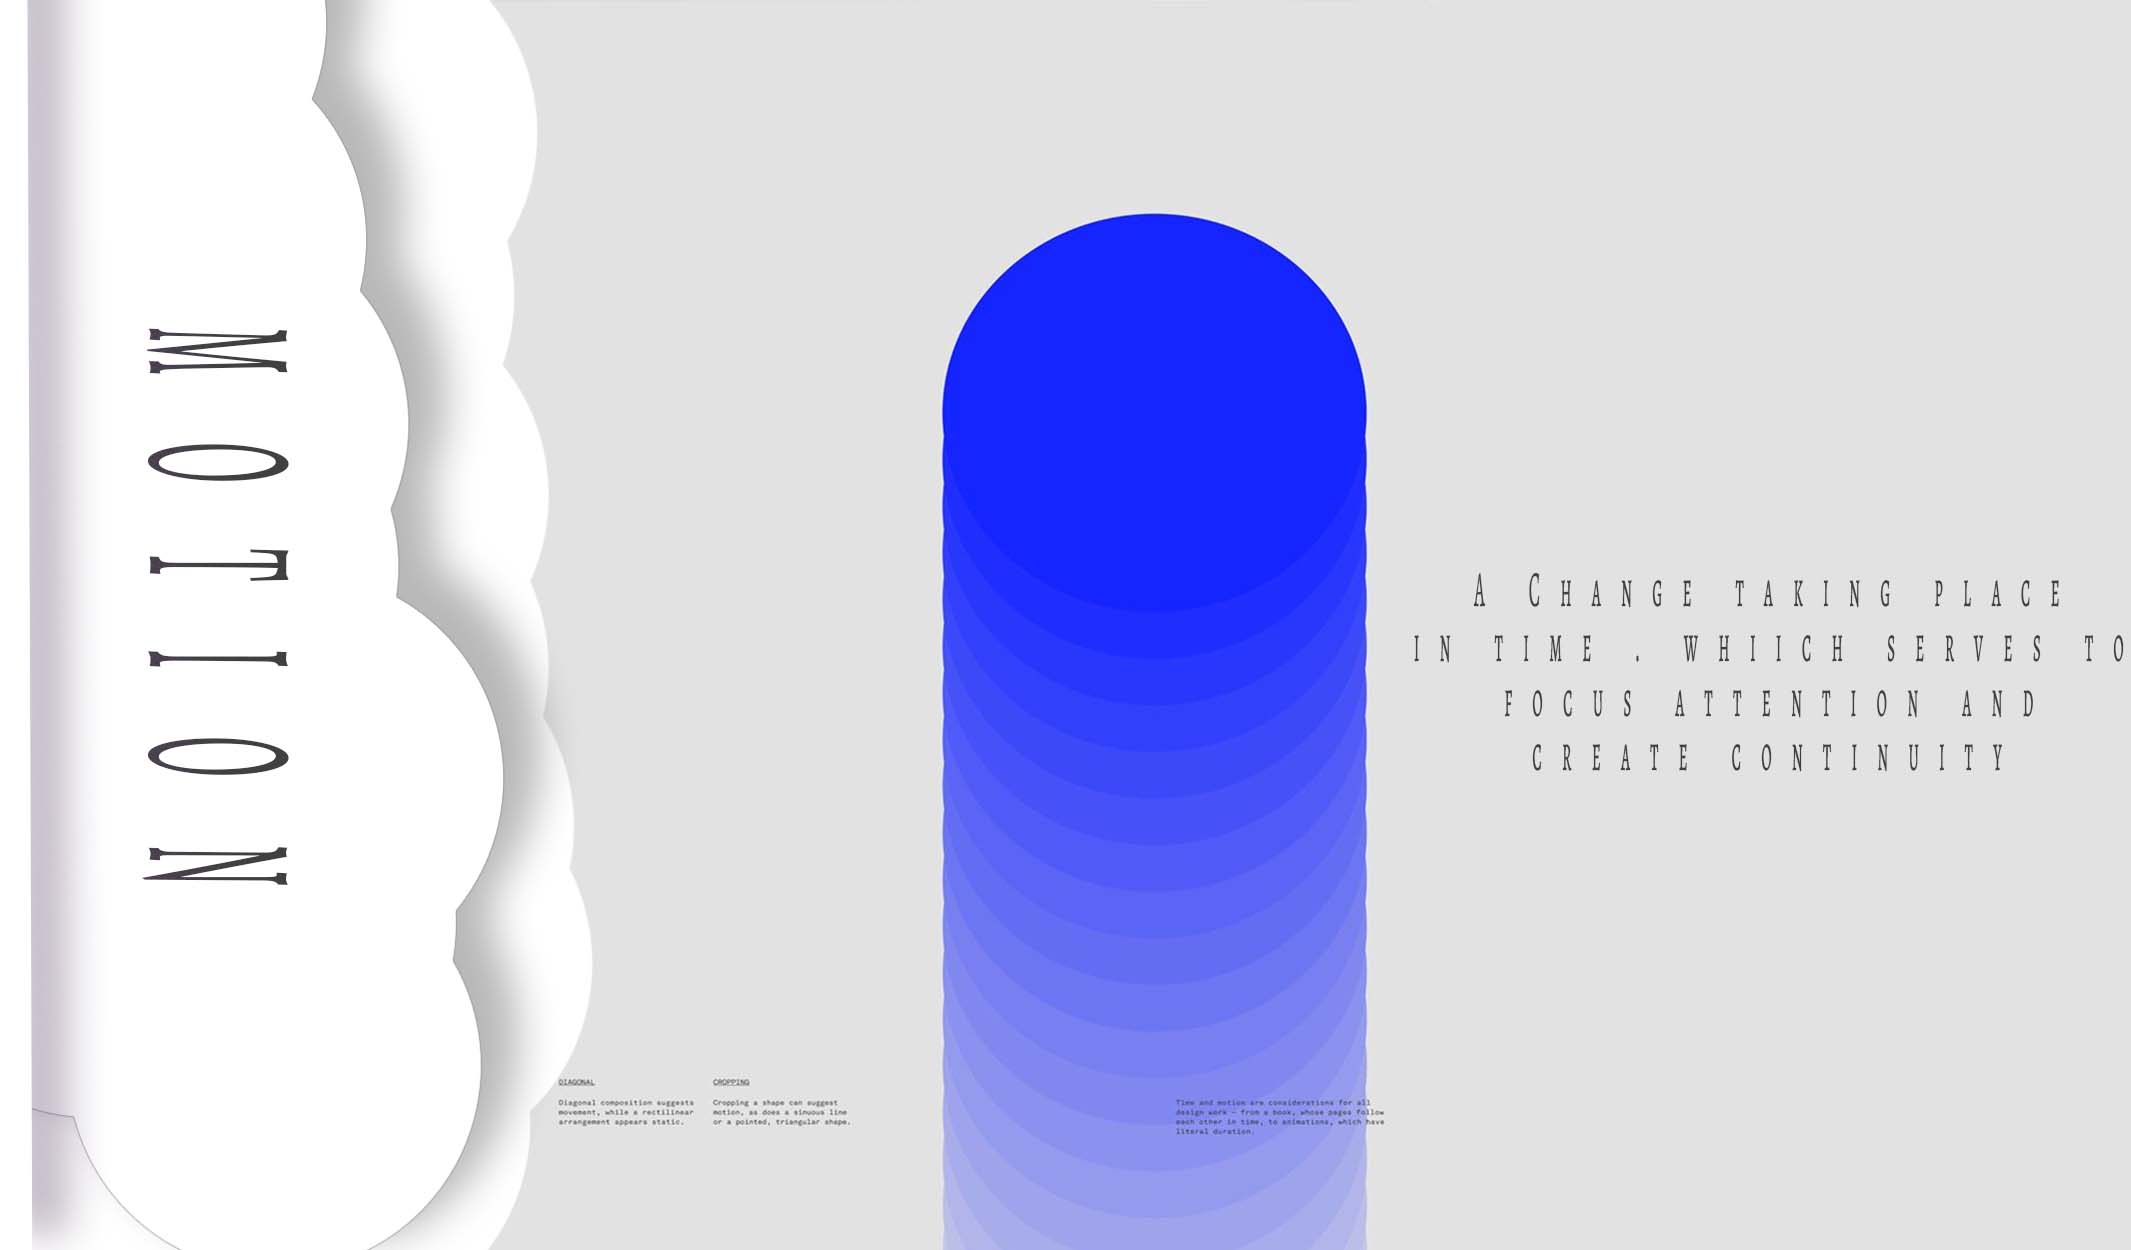 MOTION
A Change taking place
in time . whiich serves to
focus attention and
create continuity
DIAGONAL
Diagonal composition suggests
movement, while a rectilinear
arrangement appears static.
CROPPING
Cropping a shape can suggest
motion, as does a sinuous line
or a pointed, triangular shape.
Time and motion are considerations for all
design work — from a book, whose pages follow
each other in time, to animations, which have
literal duration.